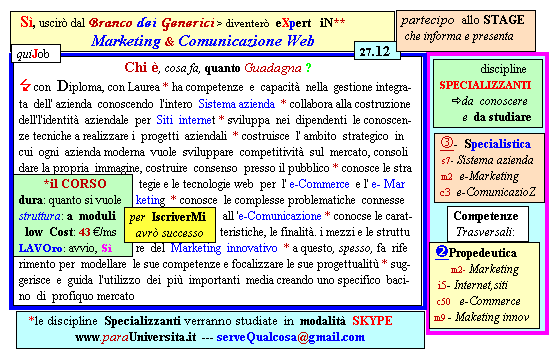 Sì, uscirò dal Branco dei Generici > diventerò eXpert iN**
Marketing & Comunicazione Web
partecipo allo STAGE
che informa e presenta
quiJob
27.12
Chi è, cosa fa, quanto Guadagna ?
con Diploma, con Laurea * ha competenze e capacità nella gestione integra-
ta dell' azienda conoscendo l'intero Sistema azienda * collabora alla costruzione
dell'identità aziendale per Siti internet * sviluppa nei dipendenti le conoscen-
ze tecniche a realizzare i progetti aziendali * costruisce l' ambito strategico in
cui ogni azienda moderna vuole sviluppare competitività sul mercato, consoli
dare la propria immagine, costruire consenso presso il pubblico * conosce le stra
tegie e le tecnologie web per l' e-Commerce e l' e- Mar
keting * conosce le complesse problematiche connesse
all 'e-Comunicazione * conosce le carat-
teristiche, le finalità. i mezzi e le struttu
re del Marketing innovativo * a questo, spesso, fa rife
rimento per modellare le sue competenze e focalizzare le sue progettualità * sug-
gerisce e guida l'utilizzo dei più importanti media creando uno specifico baci-
no di profiquo mercato
*il CORSO
dura: quanto si vuole
struttura: a moduli
low Cost: 43 €/ms
LAVOro: avvio, Sì
per IscriverMi
avrò successo
discipline
SPECIALIZZANTI
⇨da conoscere
e da studiare
③- Specialistica
s7- Sistema azienda
m2 e-Marketing
c3 e-ComunicazioZ
Competenze
Trasversali:
❷Propedeutica
m2- Marketing
i5- Internet,siti
c50 e-Commerce
m9 - Maketing innov
*le discipline Specializzanti verranno studiate in modalità SKYPE
www.paraUniversita.it --- serveQualcosa@gmail.com